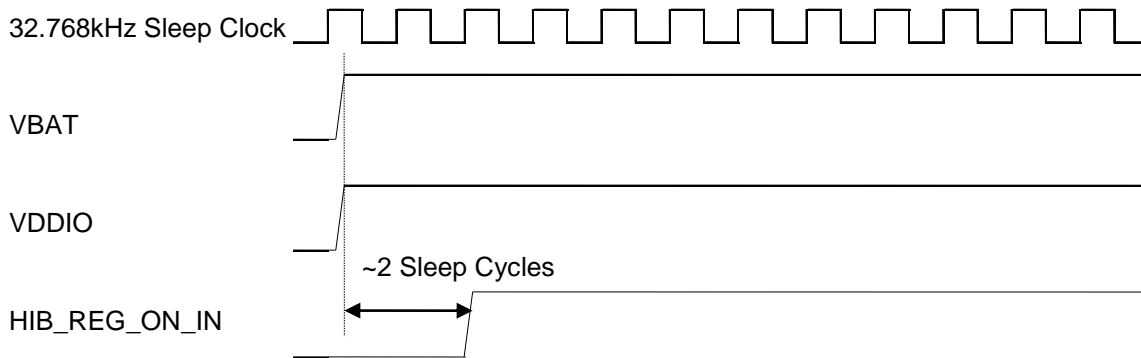 32.768kHz Sleep Clock
VBAT
VDDIO
~2 Sleep Cycles
HIB_REG_ON_IN